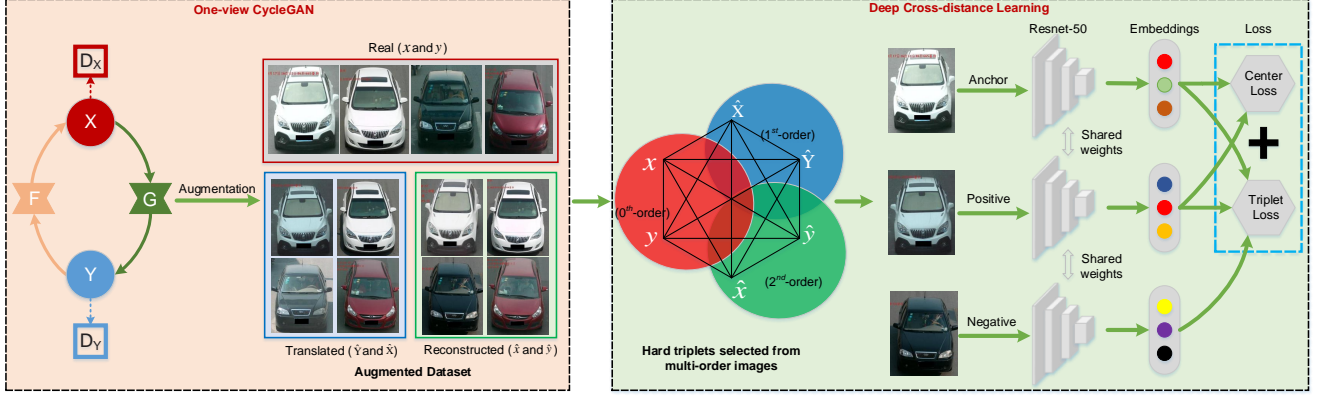 One-view CycleGAN
D_X
X
F
G
Y
D_Y
Augmentation
Real (x and y)
Translated (Ŷ and X̂)
Reconstructed (x̂ and ŷ)
Augmented Dataset
Deep Cross-distance Learning
X̂
(1st-order)
x
Ŷ
(0th-order)
y
ŷ
(2nd-order)
x̂
Hard triplets selected from
multi-order images
Resnet-50
Embeddings
Loss
Anchor
Center
Loss
Shared
weights
+
Positive
Triplet
Loss
Shared
weights
Negative